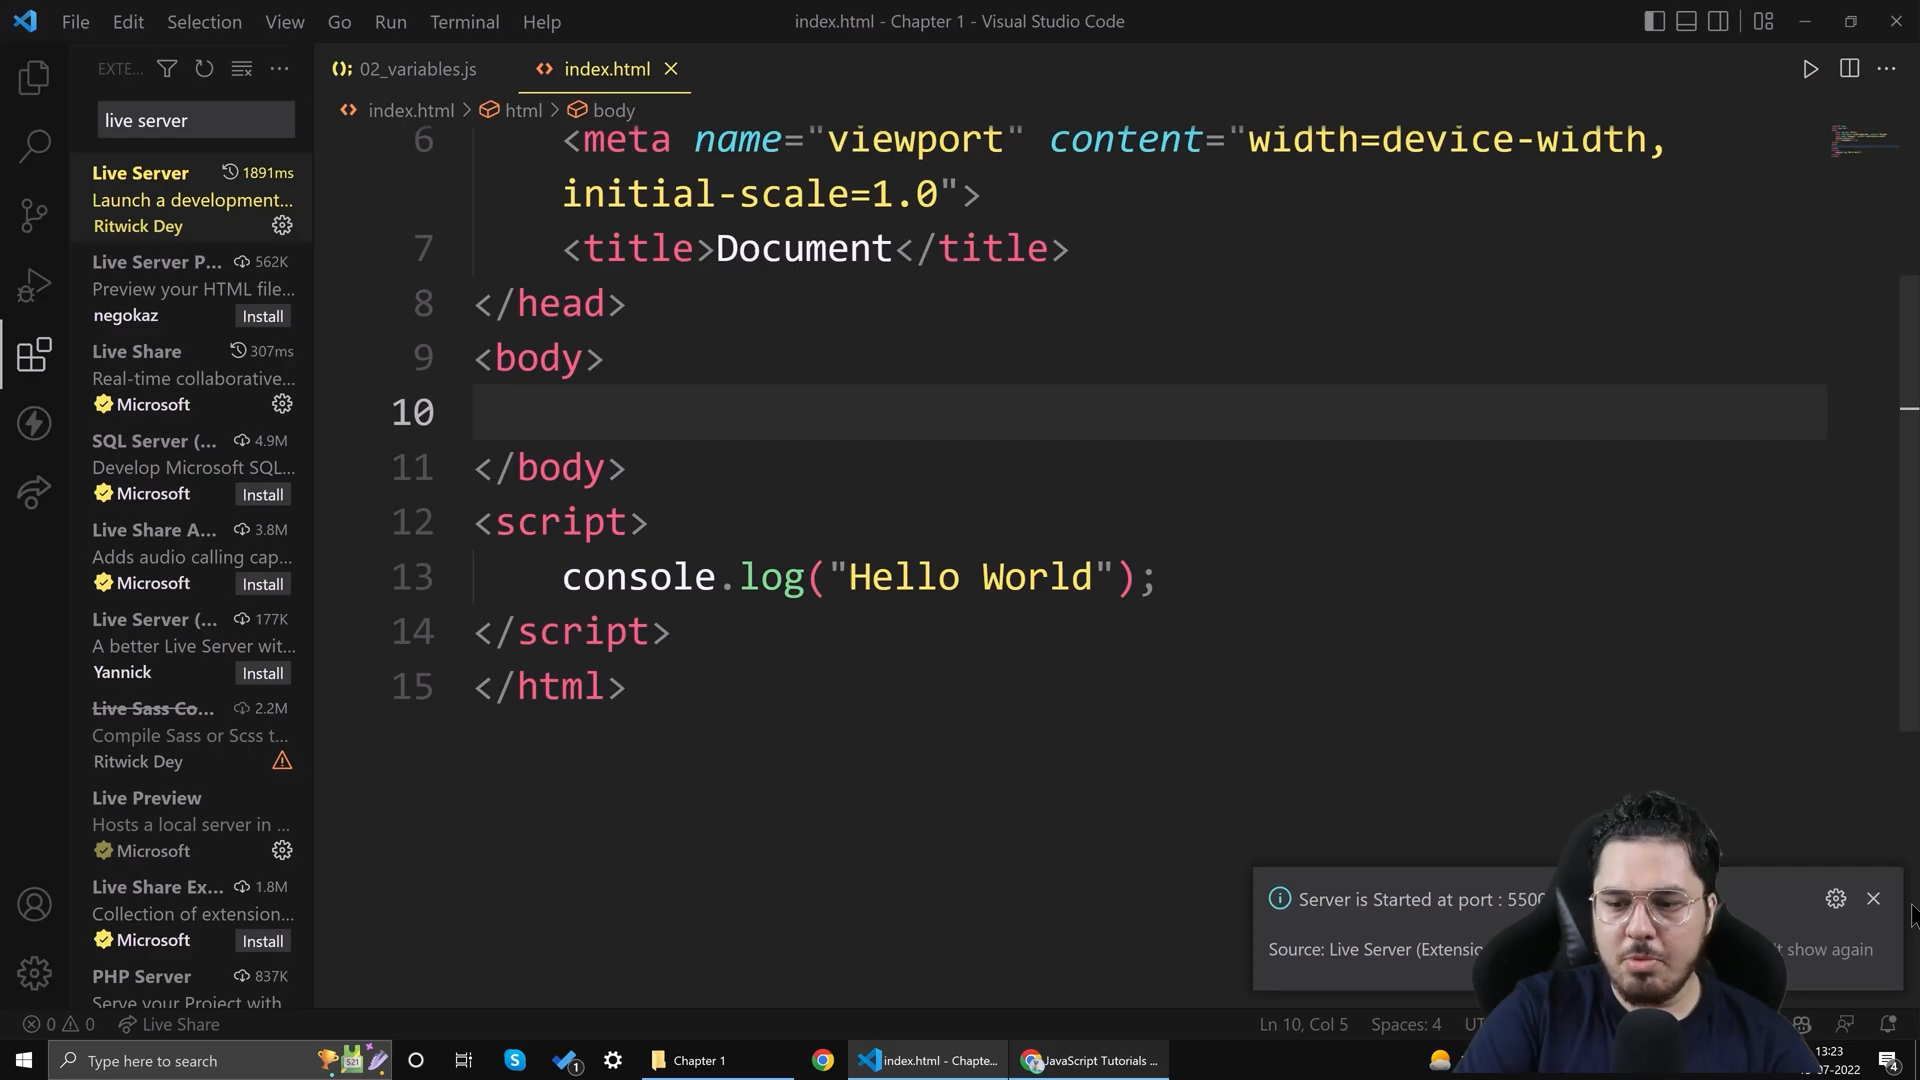 File Edit Selection View Go Run Terminal Help
index.html - Chapter 1 - Visual Studio Code
EXTE...
live server
Live Server 1891ms
Launch a development...
Ritwick Dey
Live Server P... 562K
Preview your HTML file...
negokaz Install
Live Share 307ms
Real-time collaborative...
Microsoft
SQL Server (... 4.9M
Develop Microsoft SQL...
Microsoft Install
Live Share A... 3.8M
Adds audio calling cap...
Microsoft Install
Live Server (... 177K
A better Live Server wit...
Yannick Install
Live Sass Co... 2.2M
Compile Sass or Scss t...
Ritwick Dey
Live Preview
Hosts a local server in ...
Microsoft
Live Share Ex... 1.8M
Collection of extension...
Microsoft Install
PHP Server 837K
Serve your Project with
02_variables.js index.html
index.html > html > body
6 <meta name="viewport" content="width=device-width,
initial-scale=1.0">
7 <title>Document</title>
8 </head>
9 <body>
10
11 </body>
12 <script>
13 console.log("Hello World");
14 </script>
15 </html>
Server is Started at port : 5500
Source: Live Server (Extensio
't show again
0 0 Live Share
Ln 10, Col 5 Spaces: 4
Type here to search
521
1
Chapter 1
index.html - Chapte...
JavaScript Tutorials ...
13:23
-07-2022
4